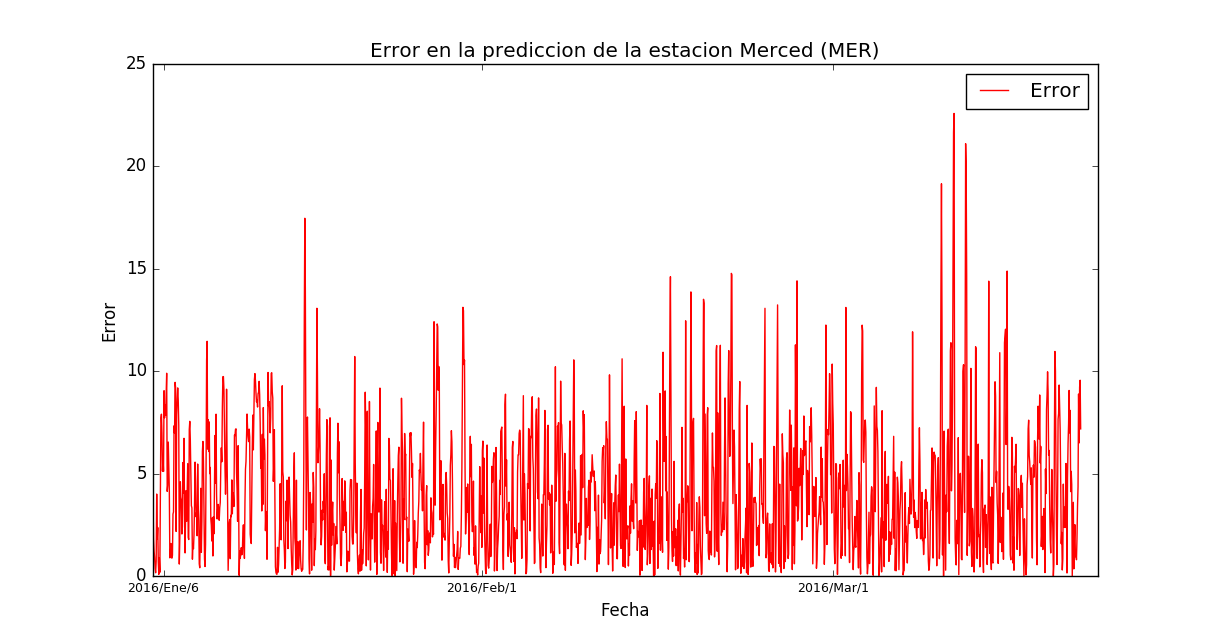 Error en la prediccion de la estacion Merced (MER)
25
20
15
10
5
0
Error
Error
2016/Ene/6
2016/Feb/1
2016/Mar/1
Fecha